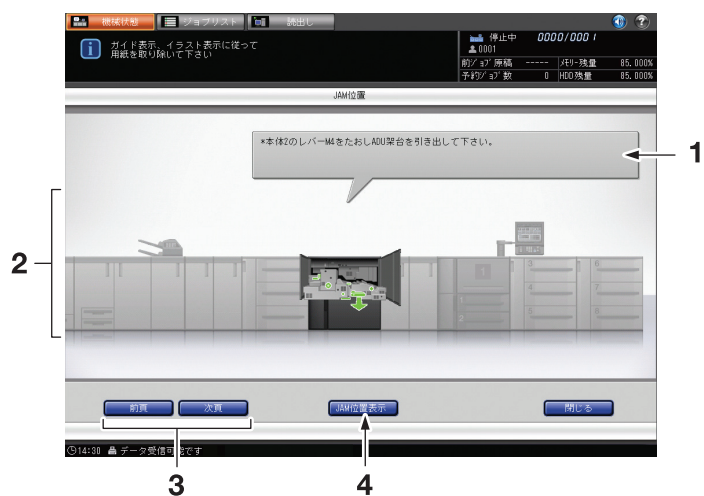 機械状態 ジョブリスト 読出し
ガイド表示、イラスト表示に従って
用紙を取り除いて下さい
停止中 0000/0001
0001
前ジョブ原稿 ----- メモリー残量 85.000%
予約ジョブ数 0 HDD残量 85.000%
JAM位置
*本体2のレバーM4をたおしADU架台を引き出して下さい。
1
2
1
前頁 次頁 JAM位置表示 閉じる
14:30 データ受信可能です
3
4